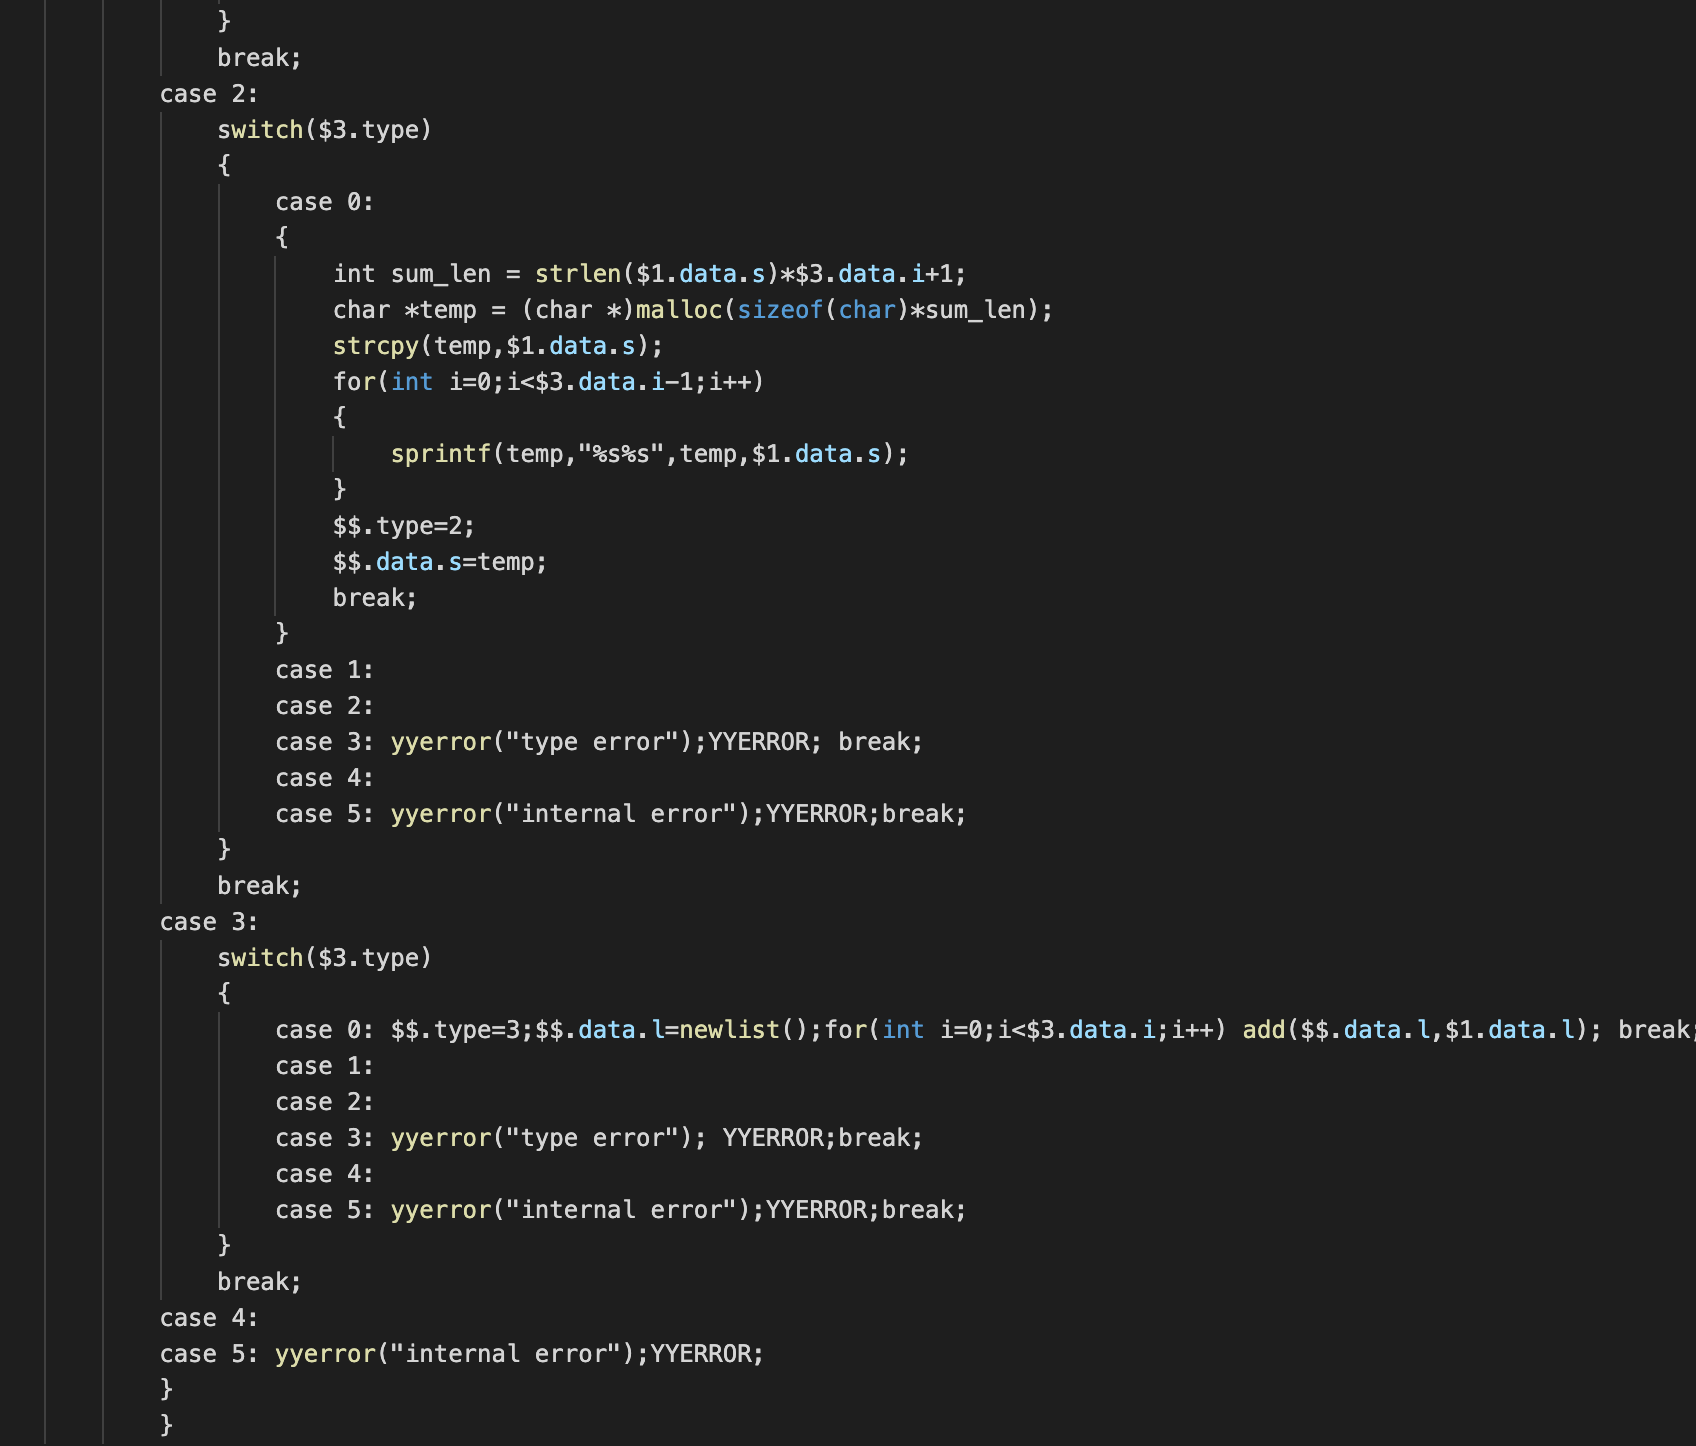 }
break;
case 2:
switch($3.type)
{
case 0:
{
int sum_len = strlen($1.data.s)*$3.data.i+1;
char *temp = (char *)malloc(sizeof(char)*sum_len);
strcpy(temp,$1.data.s);
for(int i=0;i<$3.data.i-1;i++)
{
sprintf(temp,"%s%s",temp,$1.data.s);
}
$$.type=2;
$$.data.s=temp;
break;
}
case 1:
case 2:
case 3: yyerror("type error");YYERROR; break;
case 4:
case 5: yyerror("internal error");YYERROR;break;
}
break;
case 3:
switch($3.type)
{
case 0: $$.type=3;$$.data.l=newlist();for(int i=0;i<$3.data.i;i++) add($$.data.l,$1.data.l); break;
case 1:
case 2:
case 3: yyerror("type error"); YYERROR;break;
case 4:
case 5: yyerror("internal error");YYERROR;break;
}
break;
case 4:
case 5: yyerror("internal error");YYERROR;
}
}